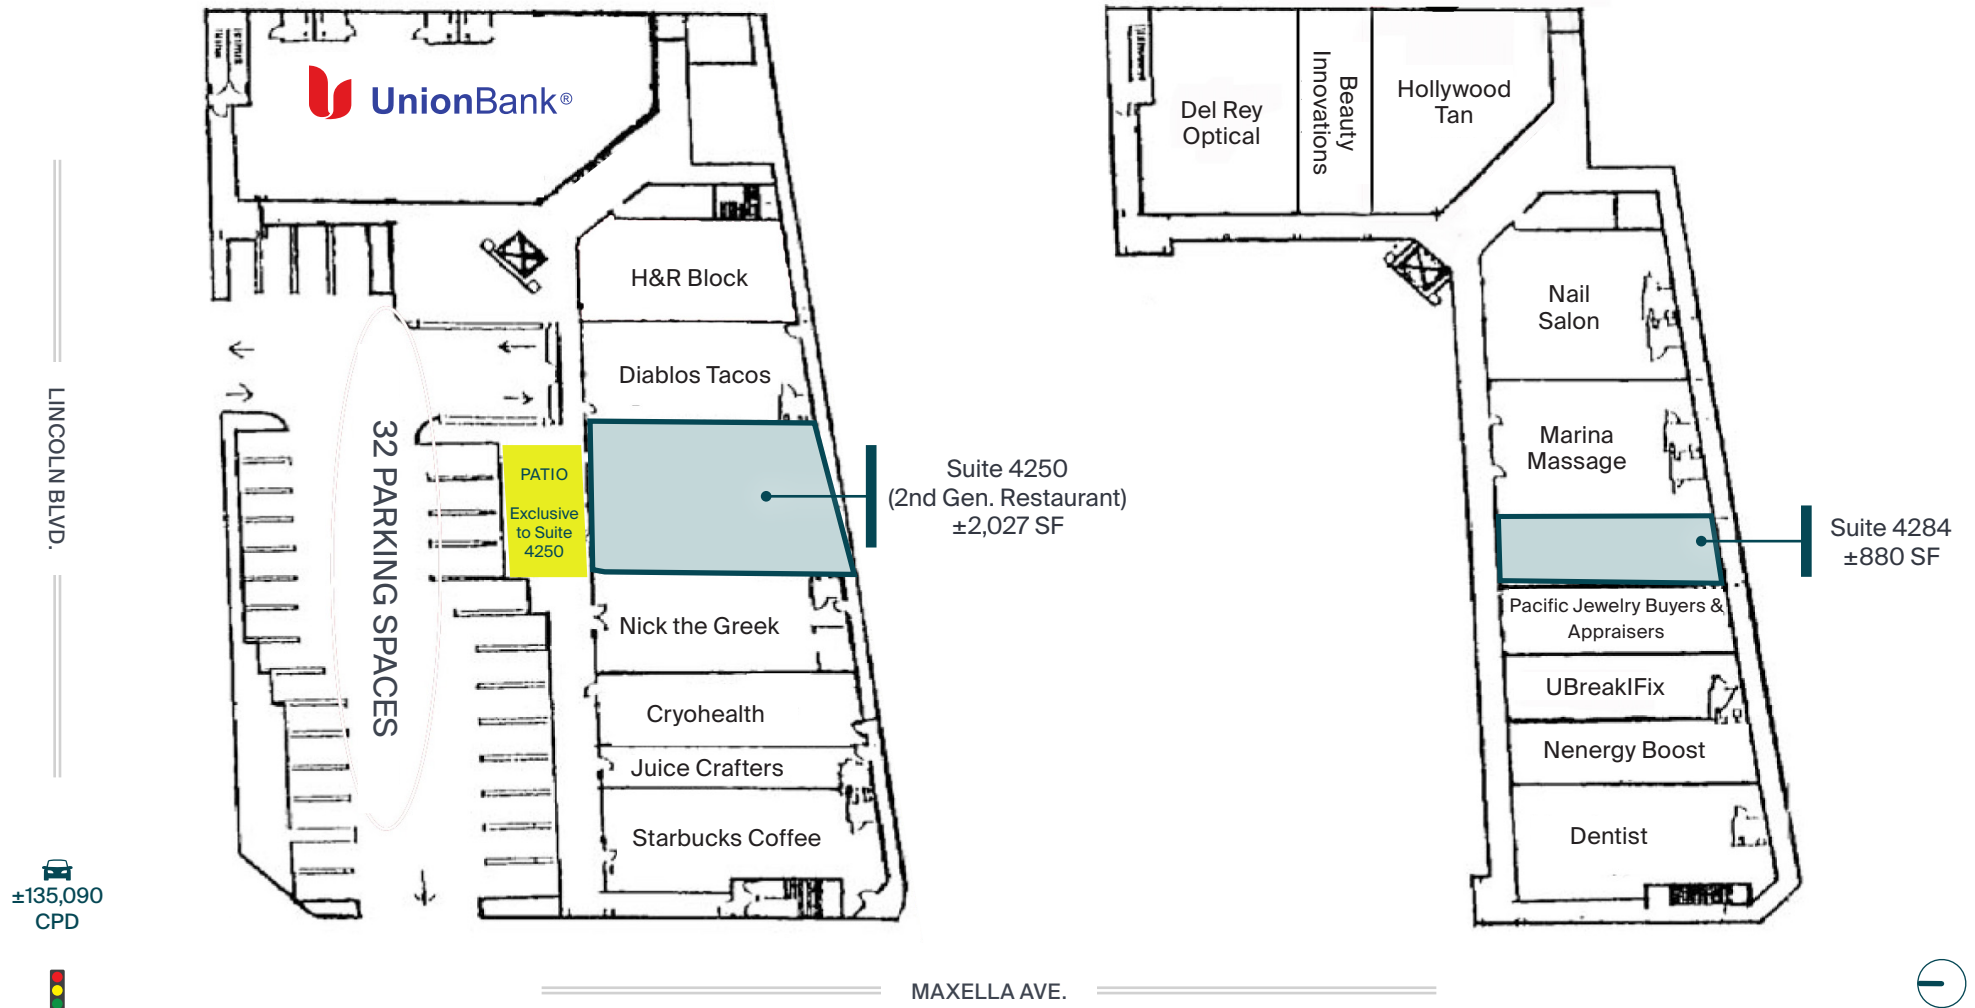 UnionBank®
H&R Block
Diablos Tacos
PATIO
Exclusive
to Suite
4250
Suite 4250
(2nd Gen. Restaurant)
±2,027 SF
Nick the Greek
Cryohealth
Juice Crafters
Starbucks Coffee
32 PARKING SPACES
LINCOLN BLVD.
±135,090
CPD
MAXELLA AVE.
Del Rey
Optical
Beauty
Innovations
Hollywood
Tan
Nail
Salon
Marina
Massage
Suite 4284
±880 SF
Pacific Jewelry Buyers &
Appraisers
UBreakIFix
Nenergy Boost
Dentist